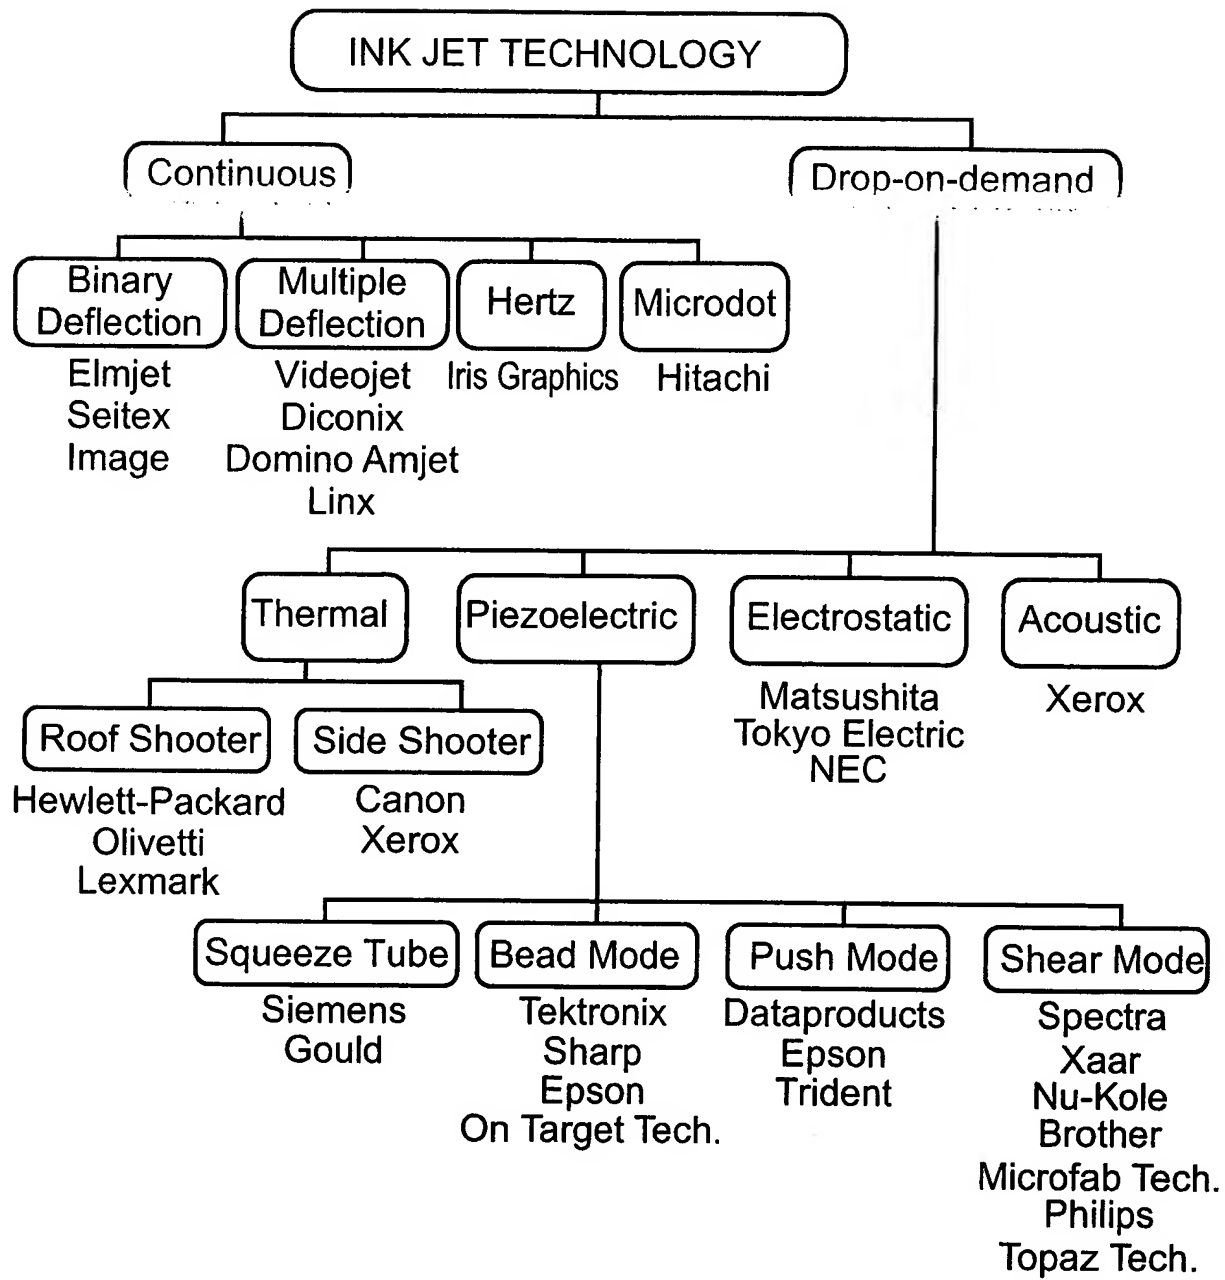 INK JET TECHNOLOGY
Continuous
Drop-on-demand
Binary
Deflection
Multiple
Deflection
Hertz
Microdot
Elmjet
Seitex
Image
Videojet
Diconix
Domino Amjet
Linx
Iris Graphics
Hitachi
Thermal
Piezoelectric
Electrostatic
Acoustic
Matsushita
Tokyo Electric
NEC
Xerox
Roof Shooter
Side Shooter
Hewlett-Packard
Olivetti
Lexmark
Canon
Xerox
Squeeze Tube
Bead Mode
Push Mode
Shear Mode
Siemens
Gould
Tektronix
Sharp
Epson
On Target Tech.
Dataproducts
Epson
Trident
Spectra
Xaar
Nu-Kole
Brother
Microfab Tech.
Philips
Topaz Tech.